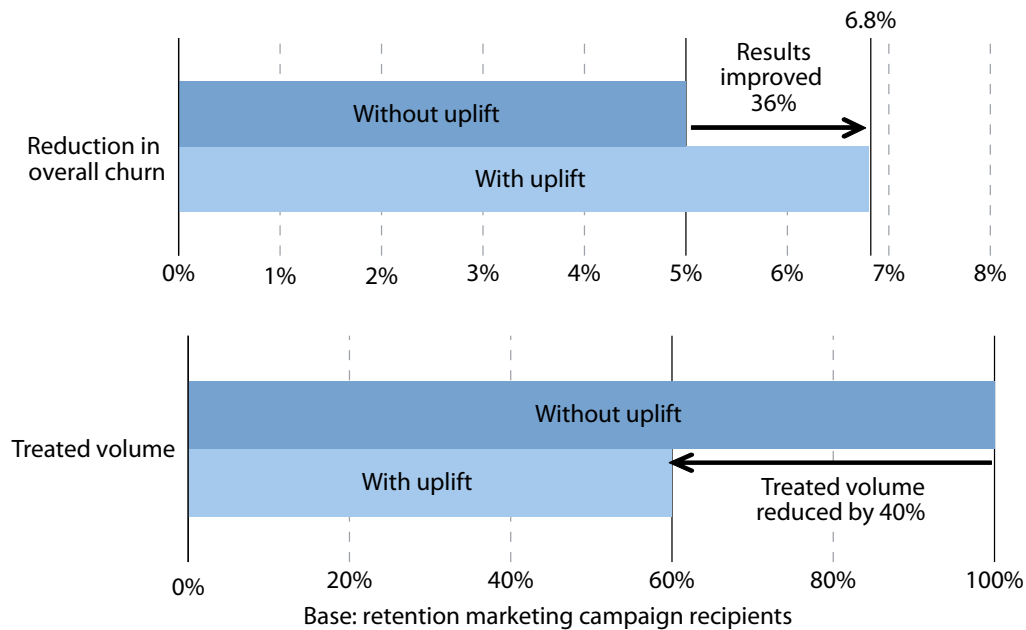 6.8%
Results
improved
36%
Without uplift
Reduction in
overall churn
With uplift
0% 1% 2% 3% 4% 5% 6% 7% 8%
Without uplift
Treated volume
With uplift
Treated volume
reduced by 40%
0% 20% 40% 60% 80% 100%
Base: retention marketing campaign recipients